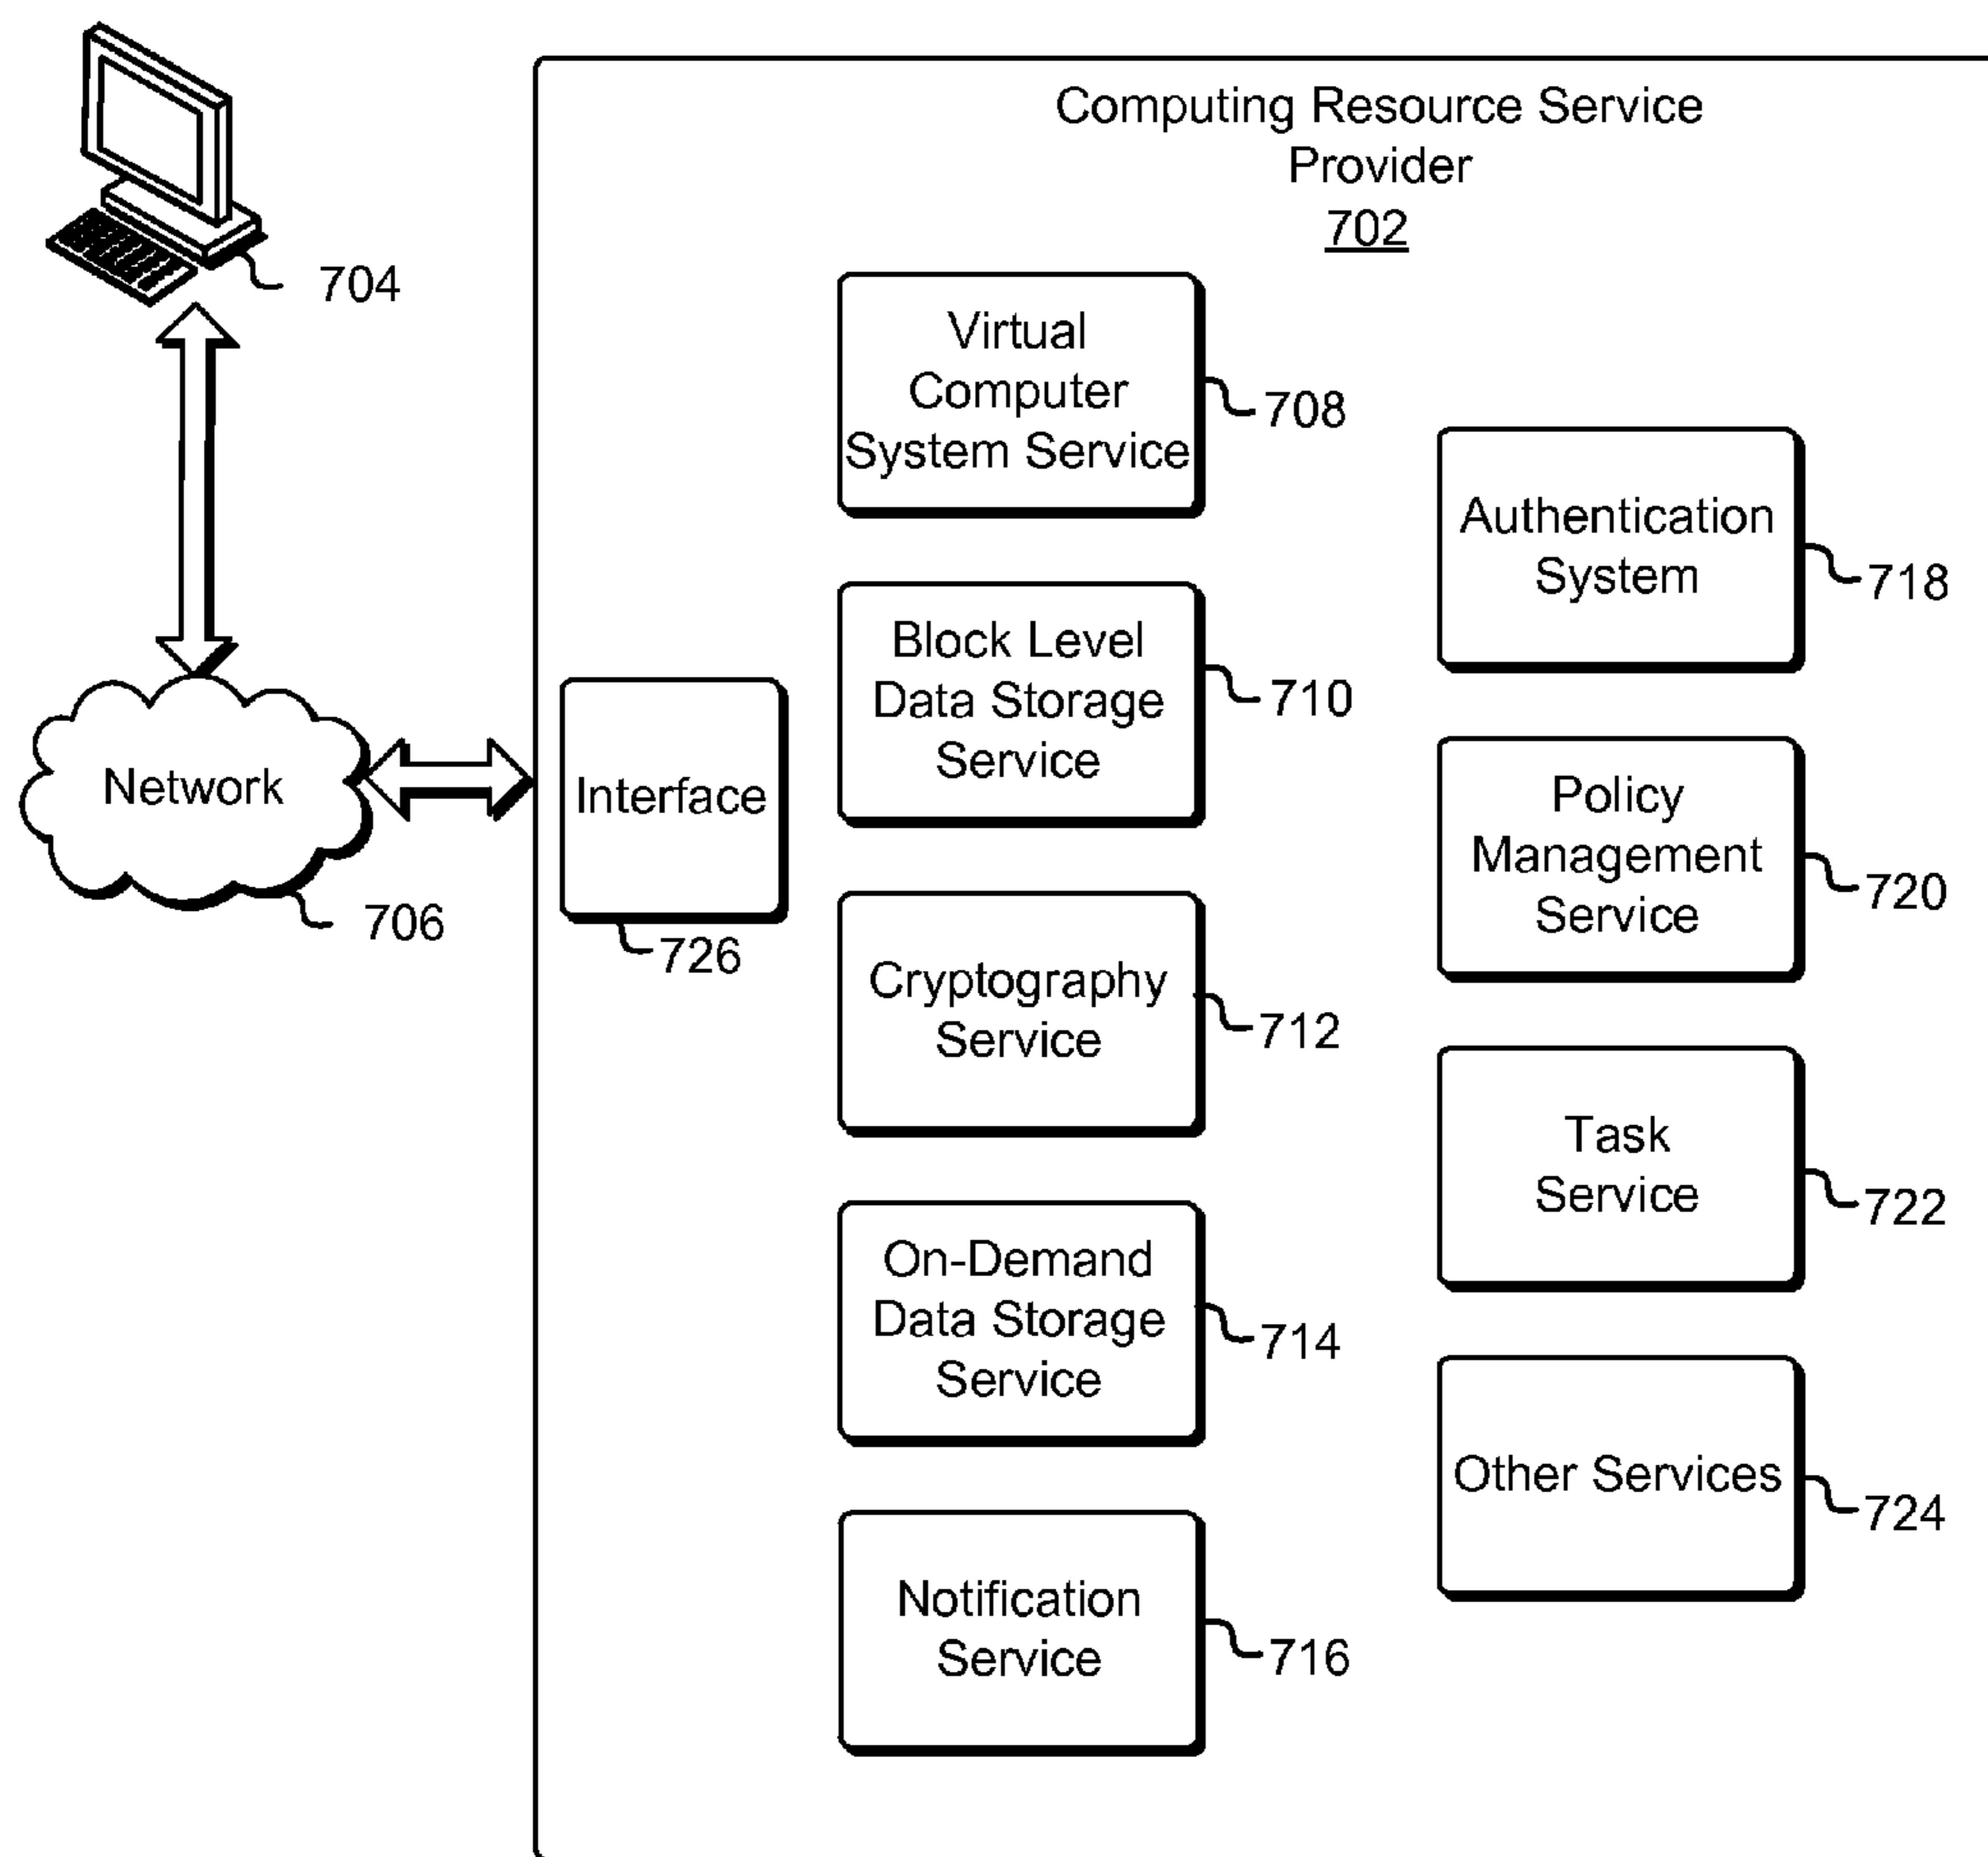 Computing Resource Service
Provider
702
704
Network
706
Interface
726
Virtual
Computer
System Service
708
Block Level
Data Storage
Service
710
Cryptography
Service
712
On-Demand
Data Storage
Service
714
Notification
Service
716
Authentication
System
718
Policy
Management
Service
720
Task
Service
722
Other Services
724